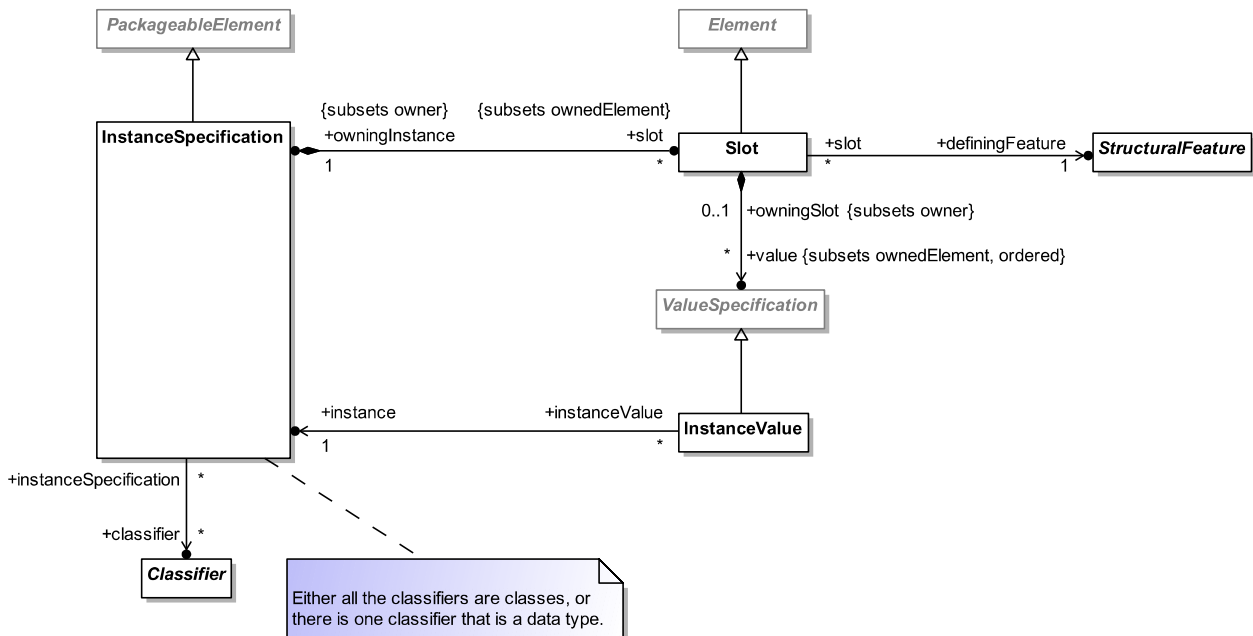 PackageableElement
Element
{subsets owner}
{subsets ownedElement}
InstanceSpecification
+owningInstance
+slot
1
*
Slot
+slot
+definingFeature
*
1
StructuralFeature
0..1
+owningSlot {subsets owner}
*
+value {subsets ownedElement, ordered}
ValueSpecification
+instance
+instanceValue
1
*
InstanceValue
+instanceSpecification
*
+classifier
*
Classifier
Either all the classifiers are classes, or
there is one classifier that is a data type.